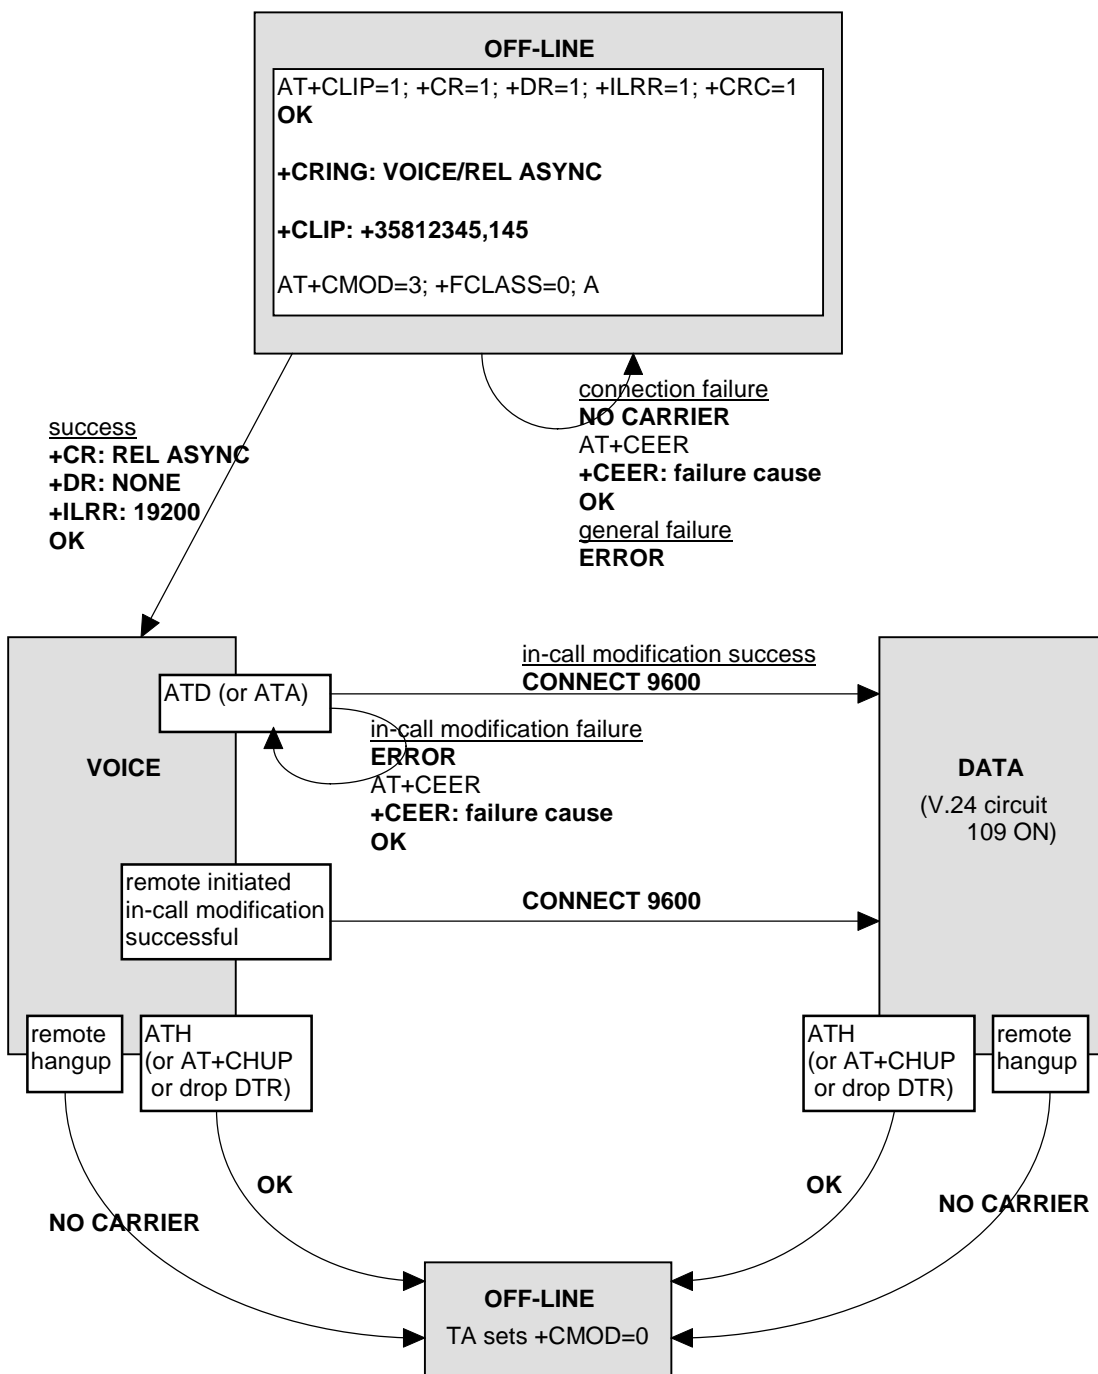 OFF-LINE
AT+CLIP=1; +CR=1; +DR=1; +ILRR=1; +CRC=1
OK
+CRING: VOICE/REL ASYNC
+CLIP: +35812345,145
AT+CMOD=3; +FCLASS=0; A
connection failure
NO CARRIER
AT+CEER
+CEER: failure cause
OK
general failure
ERROR
success
+CR: REL ASYNC
+DR: NONE
+ILRR: 19200
OK
VOICE
ATD (or ATA)
in-call modification success
CONNECT 9600
in-call modification failure
ERROR
AT+CEER
+CEER: failure cause
OK
DATA
(V.24 circuit
109 ON)
remote initiated
in-call modification
successful
CONNECT 9600
remote
hangup
ATH
(or AT+CHUP
or drop DTR)
ATH
(or AT+CHUP
or drop DTR)
remote
hangup
OK
NO CARRIER
OK
NO CARRIER
OFF-LINE
TA sets +CMOD=0